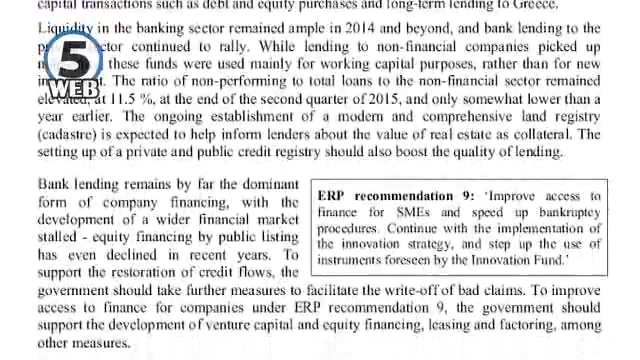 capital transactions such as debt and equity purchases and long-term lending to Greece.
Liquidity in the banking sector remained ample in 2014 and beyond, and bank lending to the
ctor continued to rally. While lending to non-financial companies picked up
these funds were used mainly for working capital purposes, rather than for new
t. The ratio of non-performing to total loans to the non-financial sector remained
elevated, at 11.5 %, at the end of the second quarter of 2015, and only somewhat lower than a
year earlier. The ongoing establishment of a modern and comprehensive land registry
(cadastre) is expected to help inform lenders about the value of real estate as collateral. The
setting up of a private and public credit registry should also boost the quality of lending.
5
WEB
Bank lending remains by far the dominant
form of company financing, with the
development of a wider financial market
stalled - equity financing by public listing
has even declined in recent years. To
support the restoration of credit flows, the
ERP recommendation 9: 'Improve access to
finance for SMEs and speed up bankruptcy
procedures. Continue with the implementation of
the innovation strategy, and step up the use of
instruments foreseen by the Innovation Fund.'
government should take further measures to facilitate the write-off of bad claims. To improve
access to finance for companies under ERP recommendation 9, the government should
support the development of venture capital and equity financing, leasing and factoring, among
other measures.